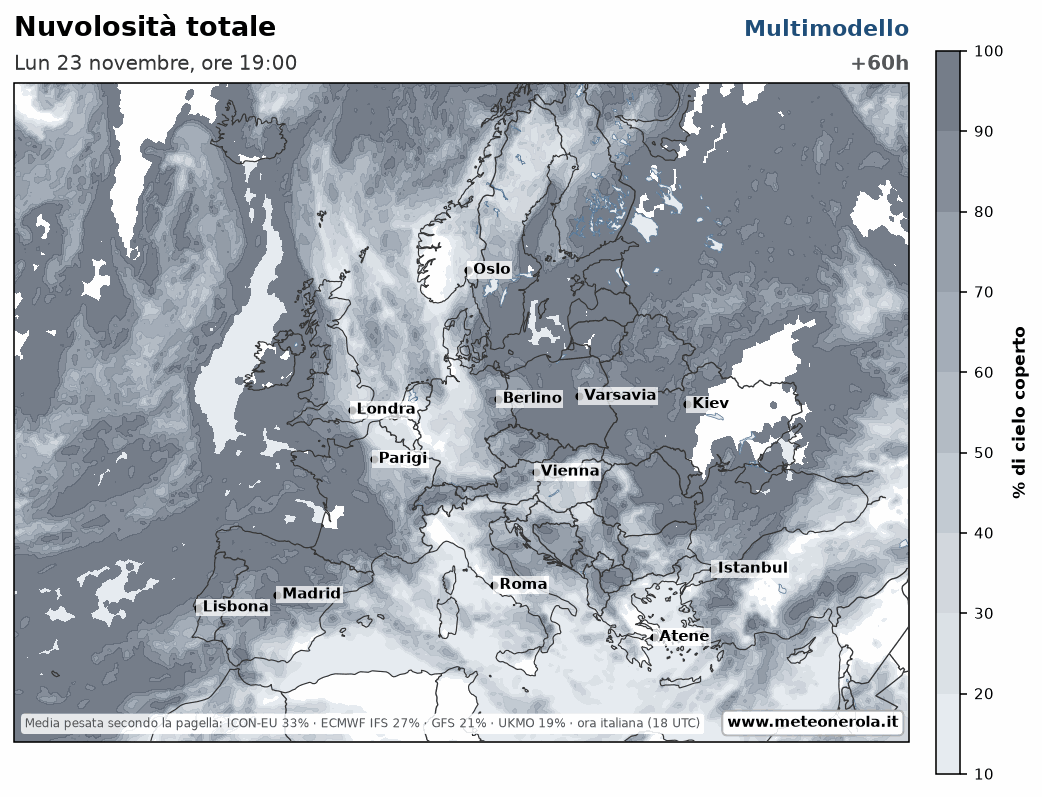 Nuvolosità totale
Multimodello
Lun 23 novembre, ore 19:00
+60h
100
90
80
70
60
50
40
30
20
10
% di cielo coperto
Oslo
Berlino
Varsavia
Kiev
Londra
Parigi
Vienna
Istanbul
Roma
Madrid
Lisbona
Atene
Media pesata secondo la pagella: ICON-EU 33% · ECMWF IFS 27% · GFS 21% · UKMO 19% · ora italiana (18 UTC)
www.meteonerola.it